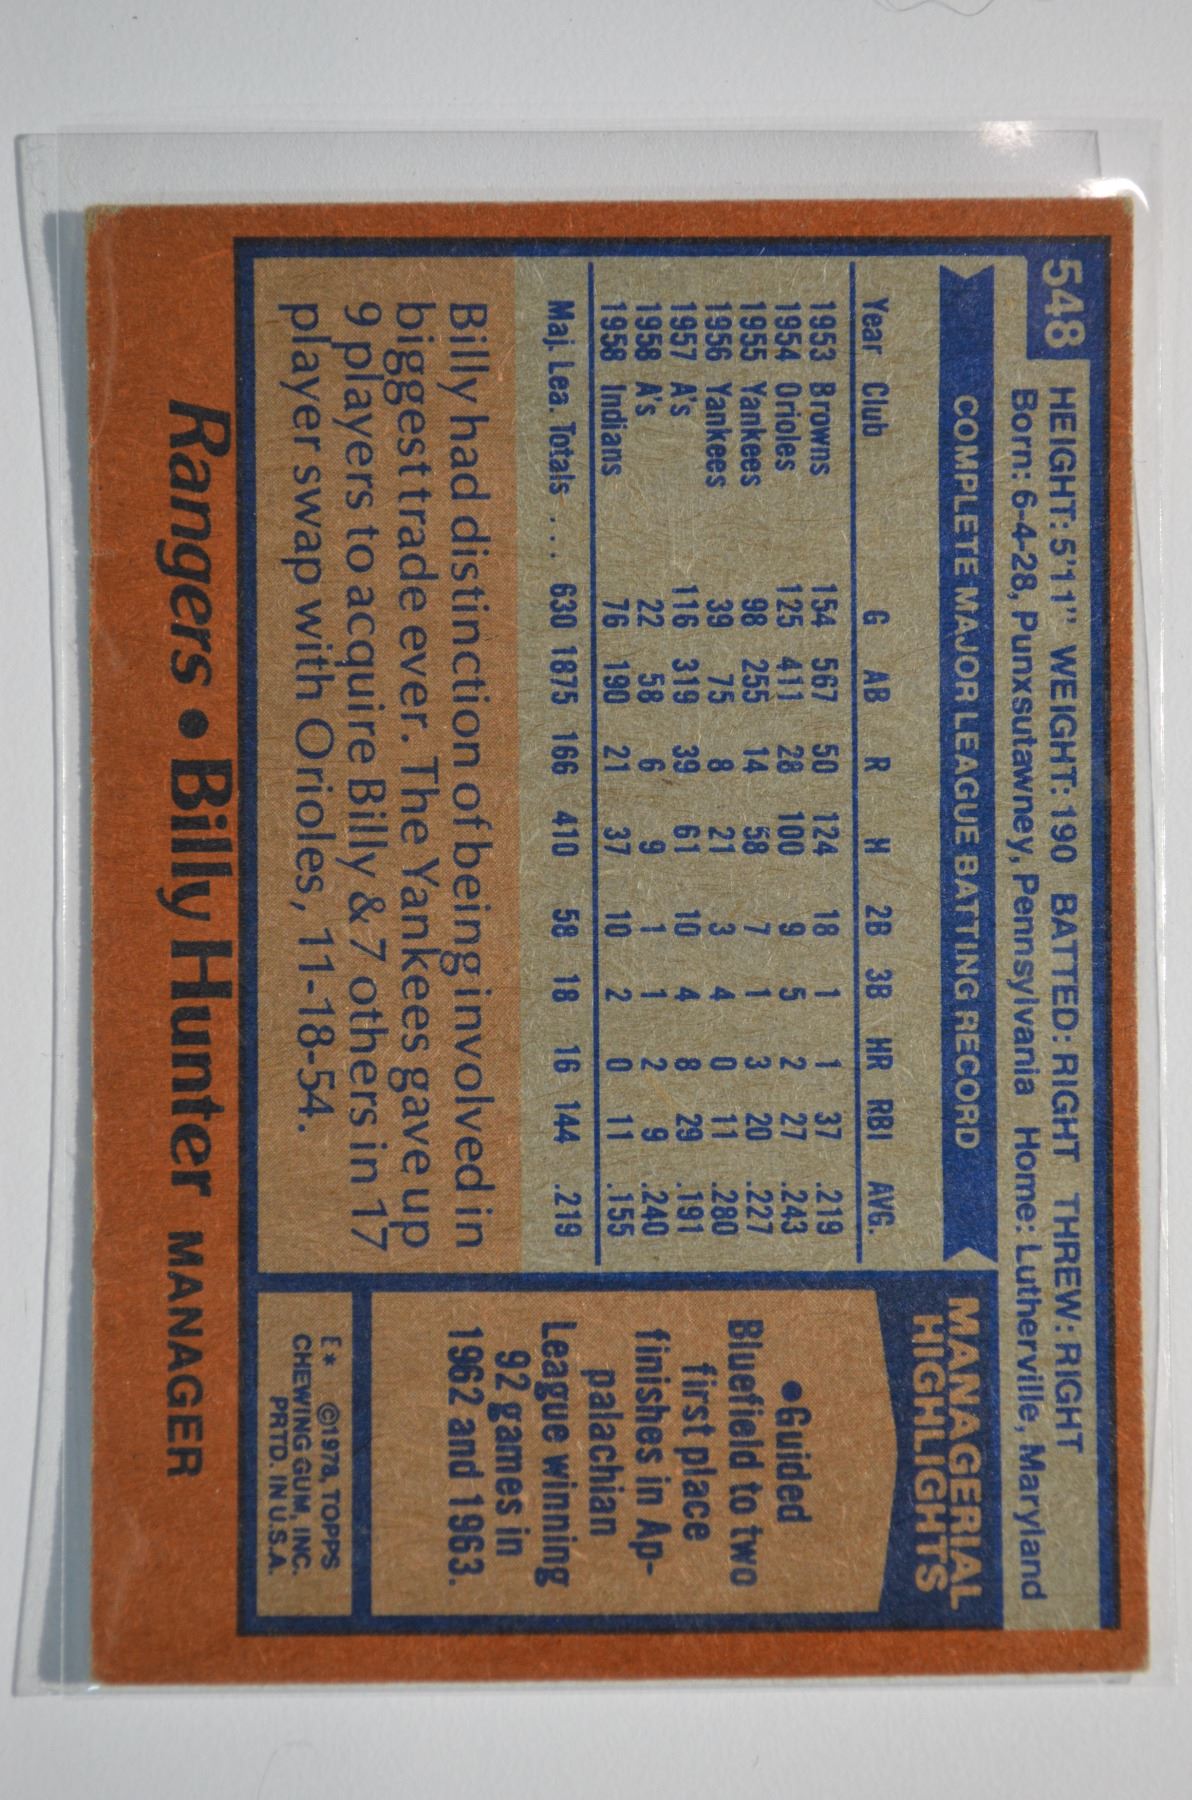 548
HEIGHT: 5'11" WEIGHT: 190 BATTED: RIGHT THREW: RIGHT
Born: 6-4-28, Punxsutawney, Pennsylvania Home: Lutherville, Maryland
COMPLETE MAJOR LEAGUE BATTING RECORD
Year Club G AB R H 2B 3B HR RBI AVG.
1953 Browns 154 567 50 124 18 1 1 37 .219
1954 Orioles 125 411 28 100 9 5 2 27 .243
1955 Yankees 98 255 14 58 7 1 3 20 .227
1956 Yankees 39 75 8 21 3 4 0 11 .280
1957 A's 116 319 39 61 10 4 8 29 .191
1958 A's 22 58 6 9 1 1 2 9 .240
1958 Indians 76 190 21 37 10 2 0 11 .155
Maj. Lea. Totals .... 630 1875 166 410 58 18 16 144 .219
Billy had distinction of being involved in
biggest trade ever. The Yankees gave up
9 players to acquire Billy & 7 others in 17
player swap with Orioles, 11-18-54.
MANAGERIAL
HIGHLIGHTS
•Guided
Bluefield to two
first place
finishes in Ap-
palachian
League winning
92 games in
1962 and 1963.
E* ©1978, TOPPS
CHEWING GUM, INC.
PRTD. IN U.S.A.
Rangers • Billy Hunter MANAGER